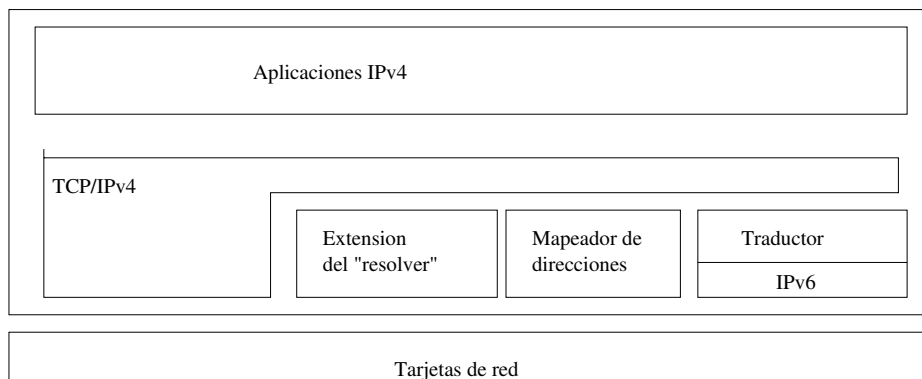 Aplicaciones IPv4
TCP/IPv4
Extension
del "resolver"
Mapeador de
direcciones
Traductor
IPv6
Tarjetas de red